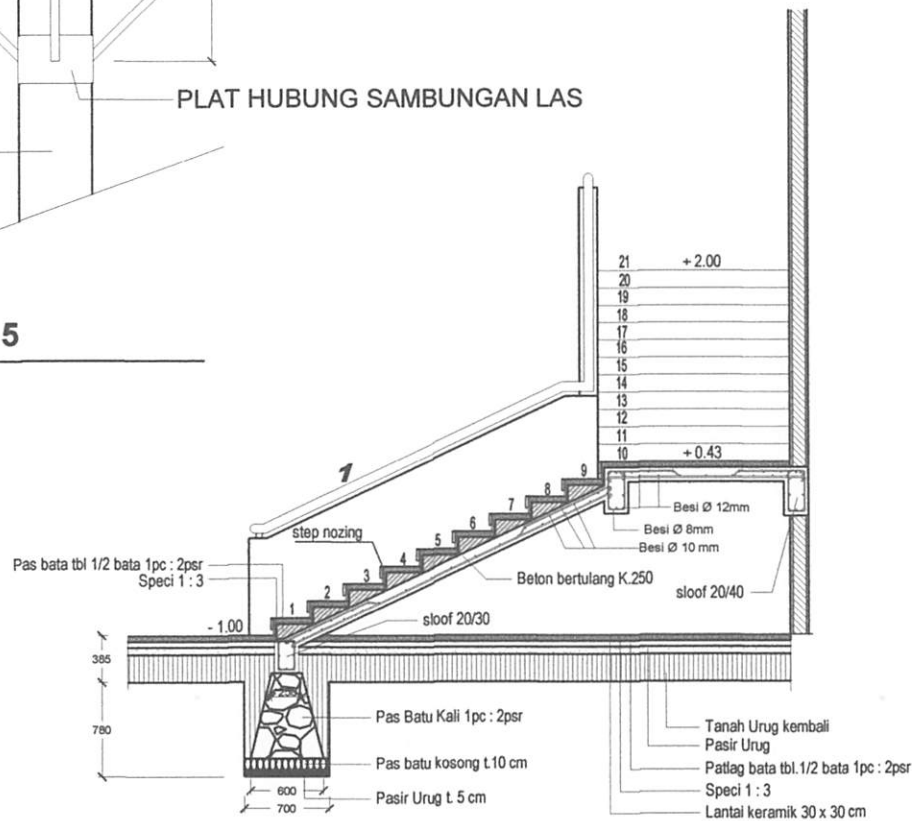 PLAT HUBUNG SAMBUNGAN LAS
5
21 + 2.00
20
19
18
17
16
15
14
13
12
11
10 + 0.43
1
9
8
7
6
5
4
3
2
1
step nozing
Besi Ø 12mm
Besi Ø 8mm
Besi Ø 10 mm
Pas bata tbl 1/2 bata 1pc : 2psr
Speci 1 : 3
Beton bertulang K.250
sloof 20/40
- 1.00
sloof 20/30
385
780
250
Pas Batu Kali 1pc : 2psr
Pas batu kosong t.10 cm
Pasir Urug t. 5 cm
600
700
Tanah Urug kembali
Pasir Urug
Patlag bata tbl.1/2 bata 1pc : 2psr
Speci 1 : 3
Lantai keramik 30 x 30 cm